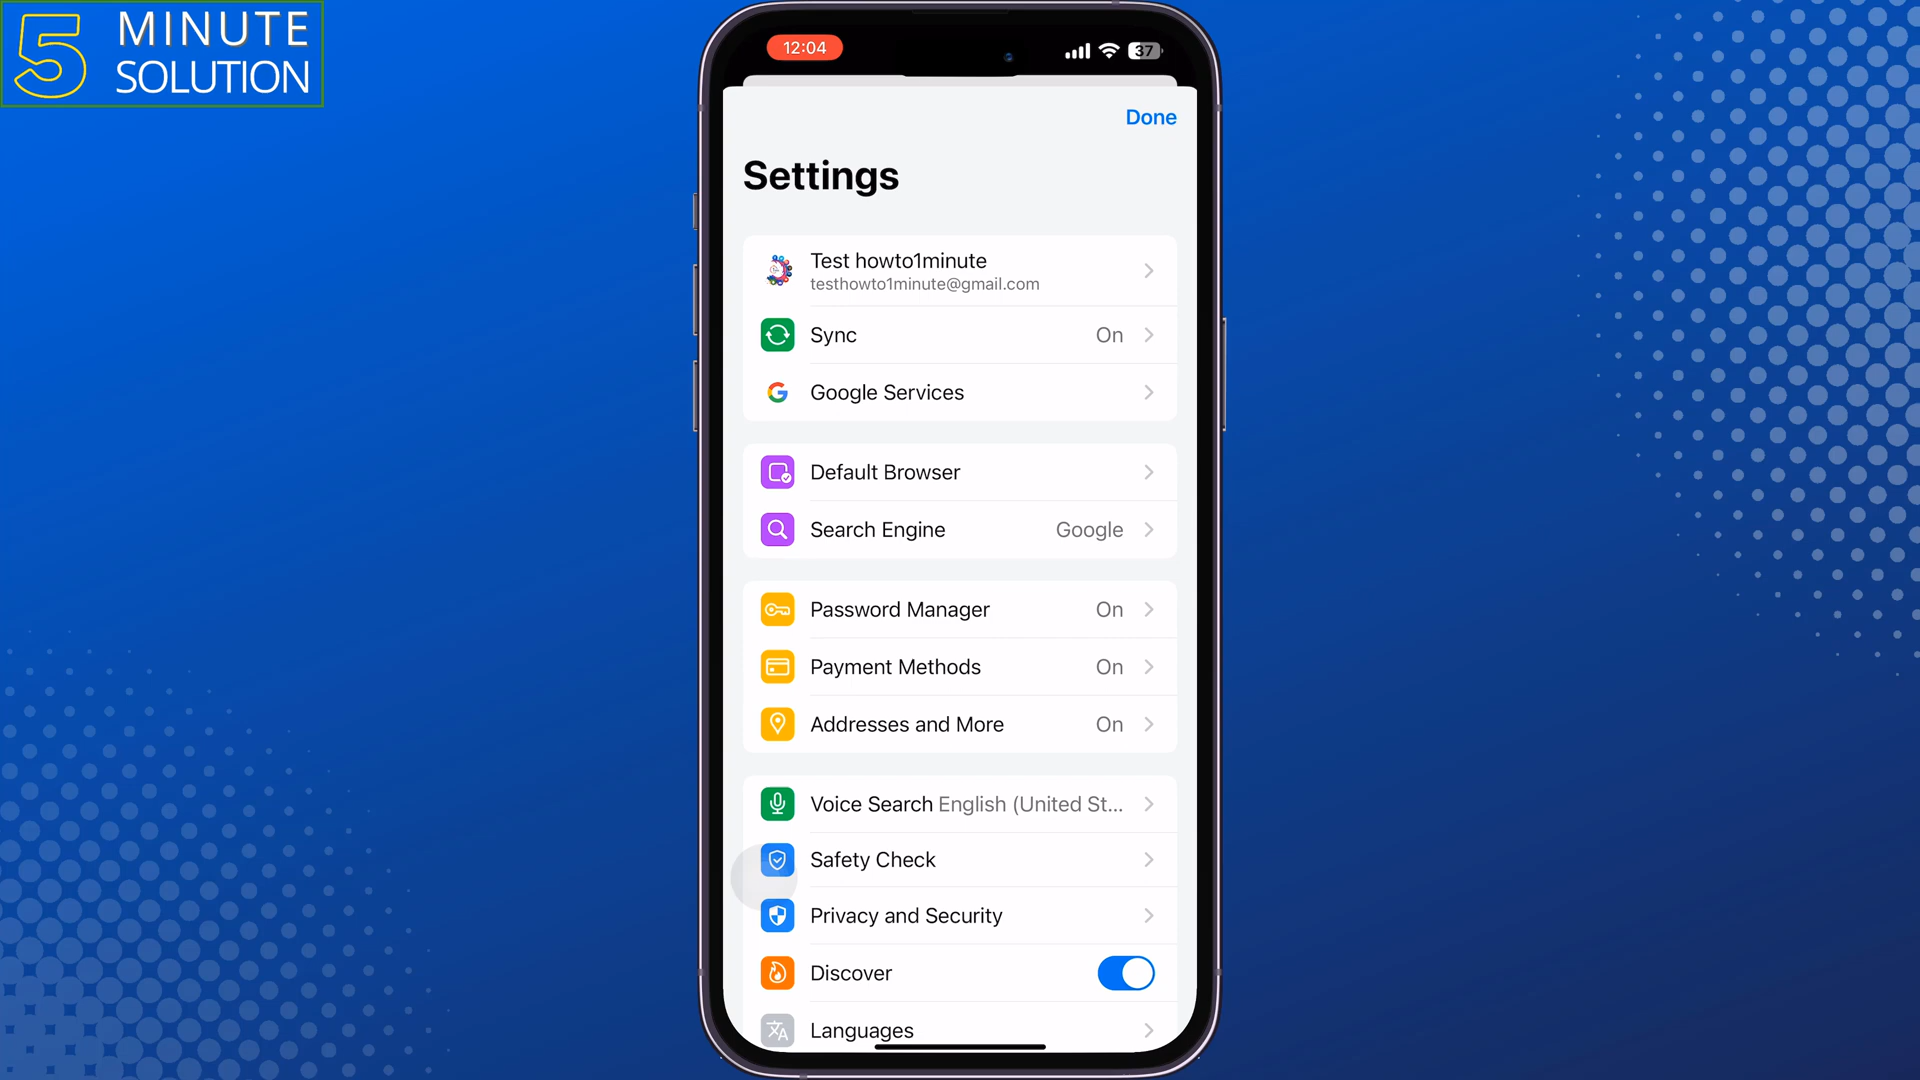 5 MINUTE
SOLUTION
12:04
37
Done
Settings
Test howto1minute
testhowto1minute@gmail.com
Sync On
Google Services
Default Browser
Search Engine Google
Password Manager On
Payment Methods On
Addresses and More On
Voice Search English (United St...
Safety Check
Privacy and Security
Discover
Languages